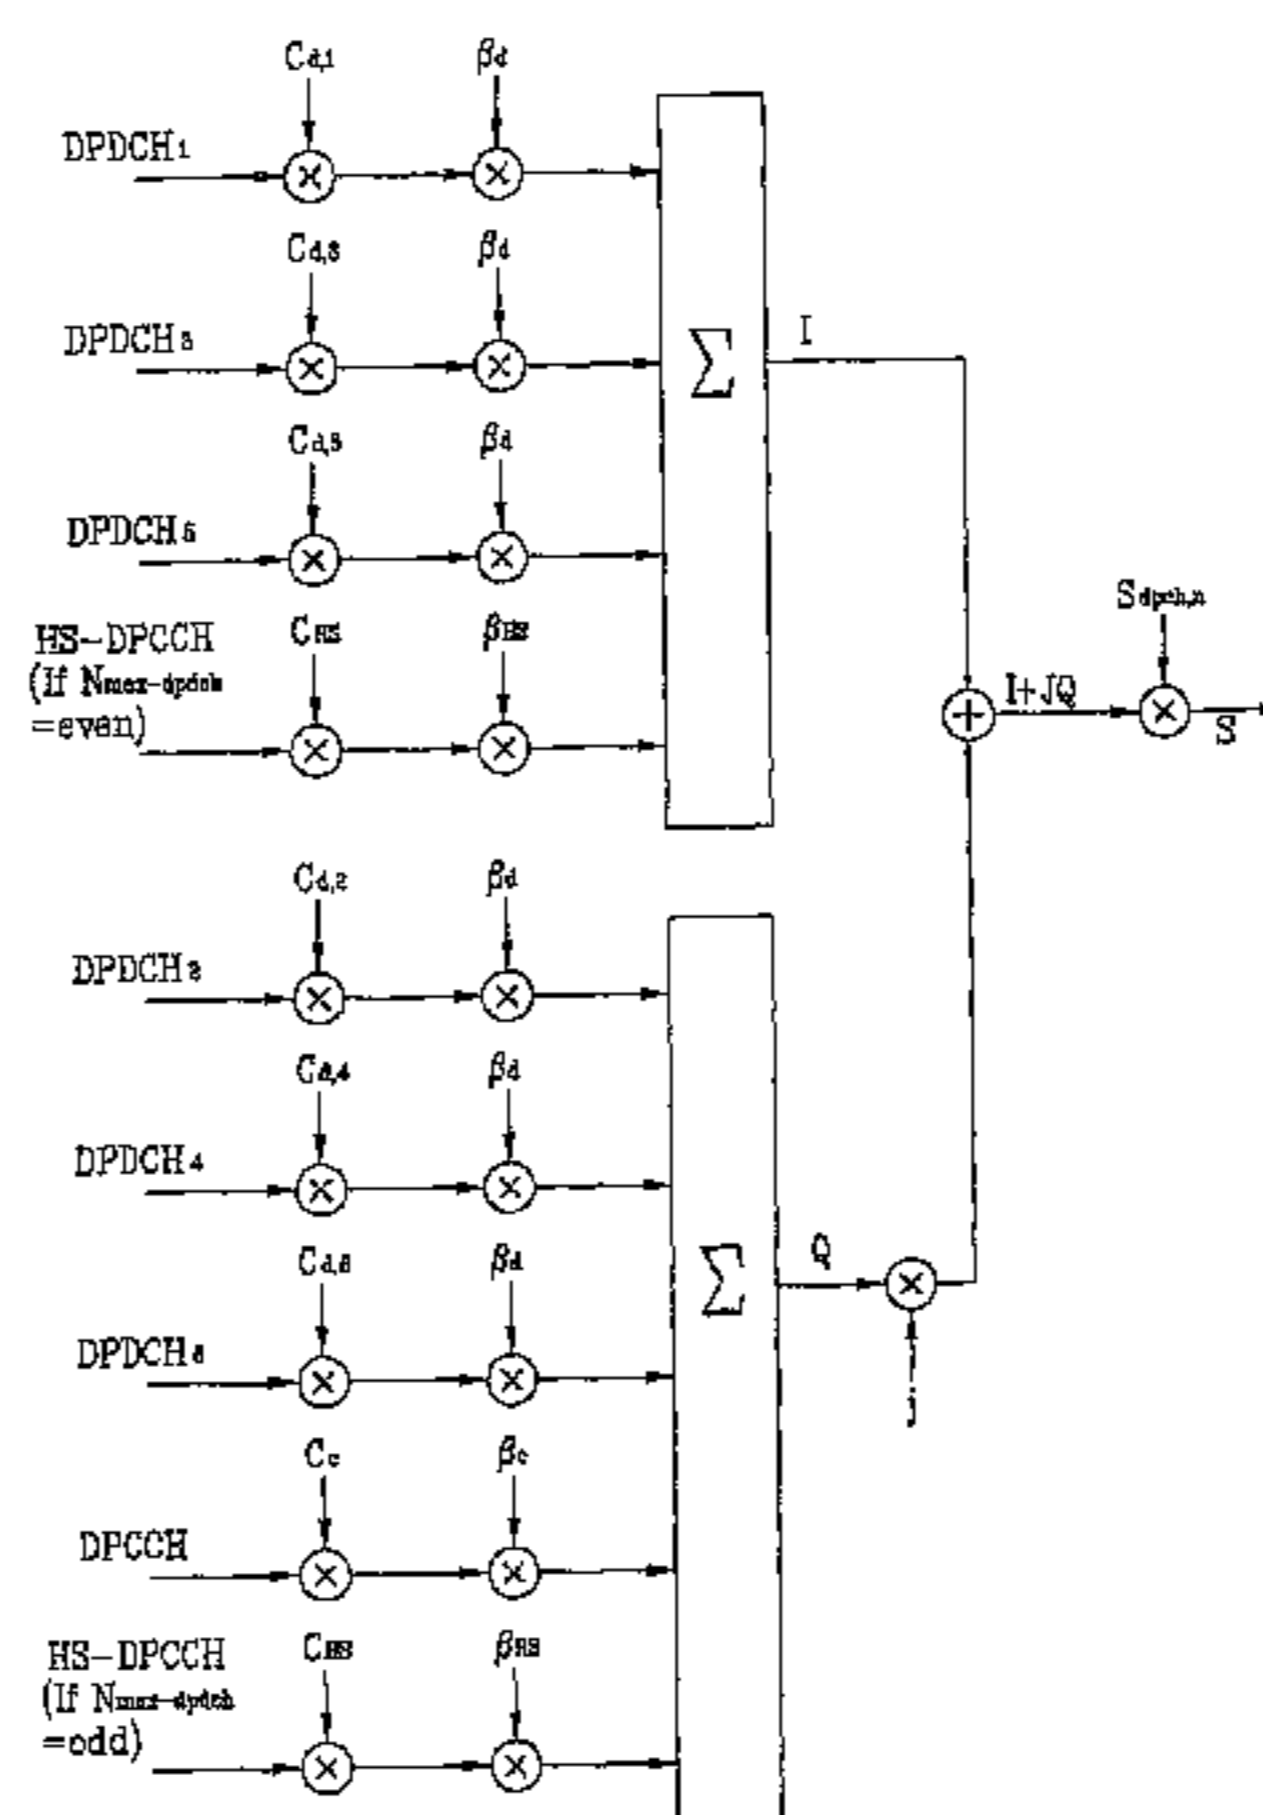 Cd,1 βd
DPDCH1
Cd,3 βd
DPDCH3
Σ
I
Cd,5 βd
DPDCH5
HS-DPCCH
(If Nmax-dpdch
=even)
CHS βHS
Sdpch,n
I+JQ
S
Cd,2 βd
DPDCH2
Cd,4 βd
DPDCH4
Cd,6 βd
DPDCH6
Σ
Q
j
Cc βc
DPCCH
CHS βHS
HS-DPCCH
(If Nmax-dpdch
=odd)